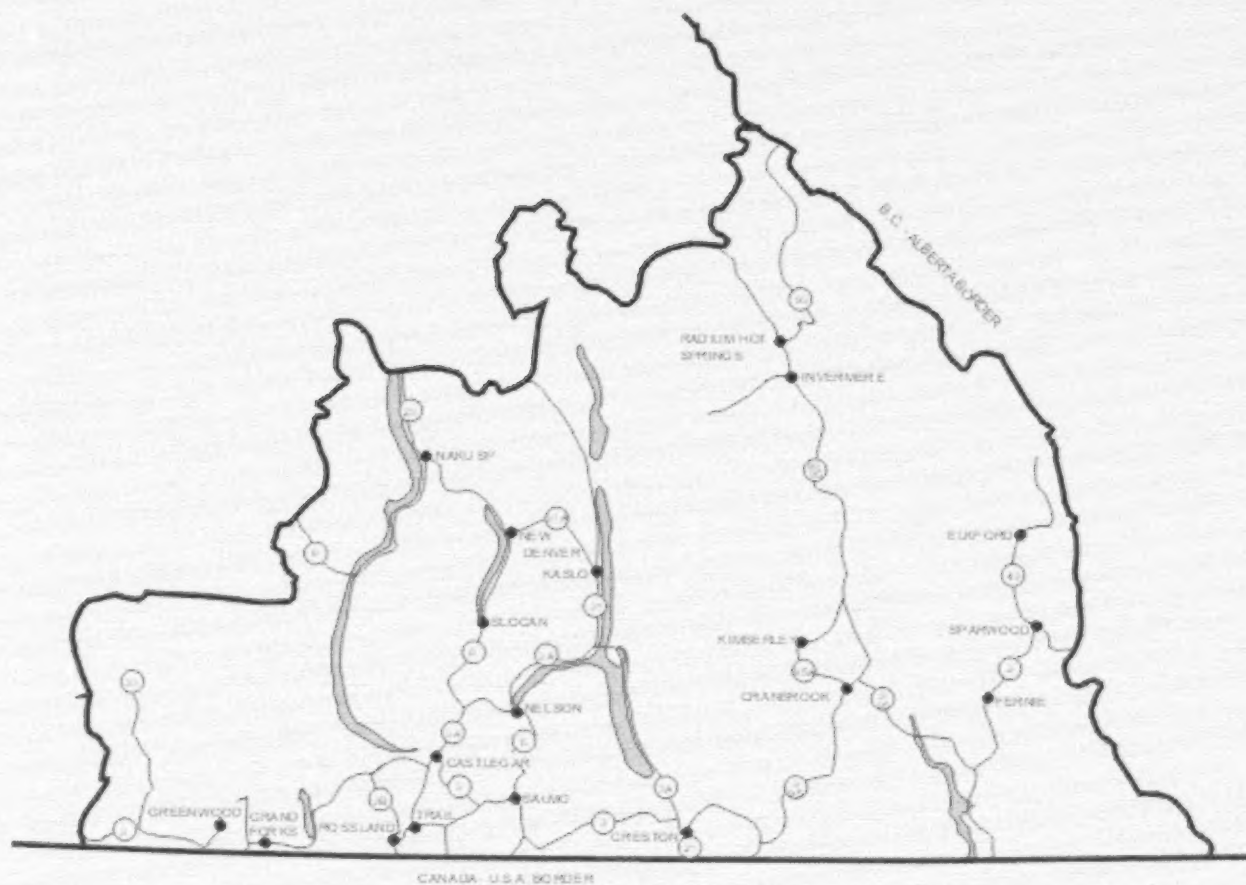 B.C. - ALBERTA BORDER
RADIUM HOT
SPRINGS
INVERMERE
NAKUSP
NEW
DENVER
KASLO
ELKFORD
SLOCAN
SPARWOOD
KIMBERLEY
CRANBROOK
NELSON
FERNIE
CASTLEGAR
SALMO
GREENWOOD
GRAND
FORKS
ROSSLAND
TRAIL
CRESTON
CANADA - U.S.A. BORDER